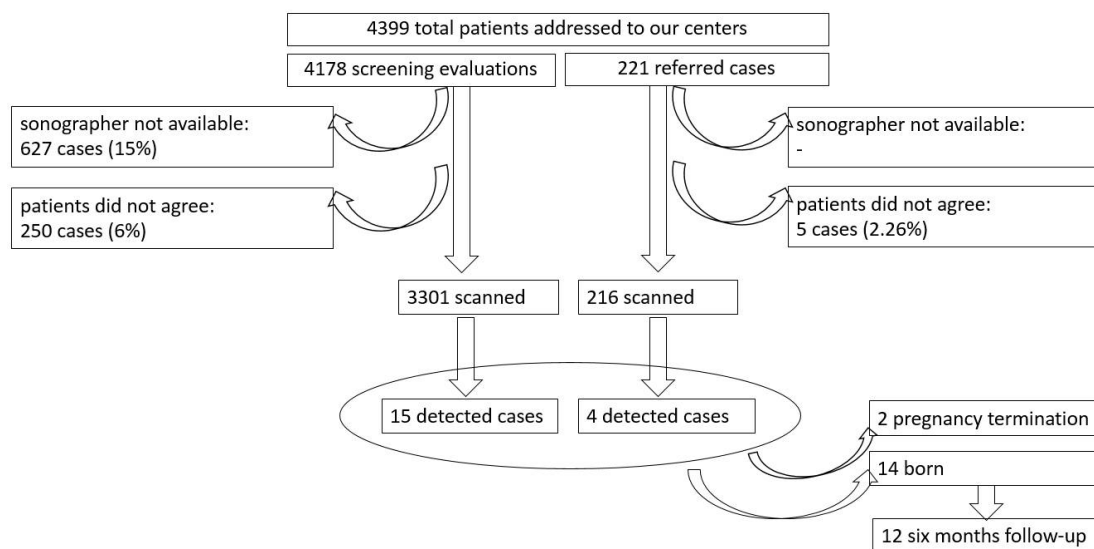 4399 total patients addressed to our centers
4178 screening evaluations
221 referred cases
sonographer not available:
627 cases (15%)
sonographer not available:
-
patients did not agree:
250 cases (6%)
patients did not agree:
5 cases (2.26%)
3301 scanned
216 scanned
15 detected cases
4 detected cases
2 pregnancy termination
14 born
12 six months follow-up